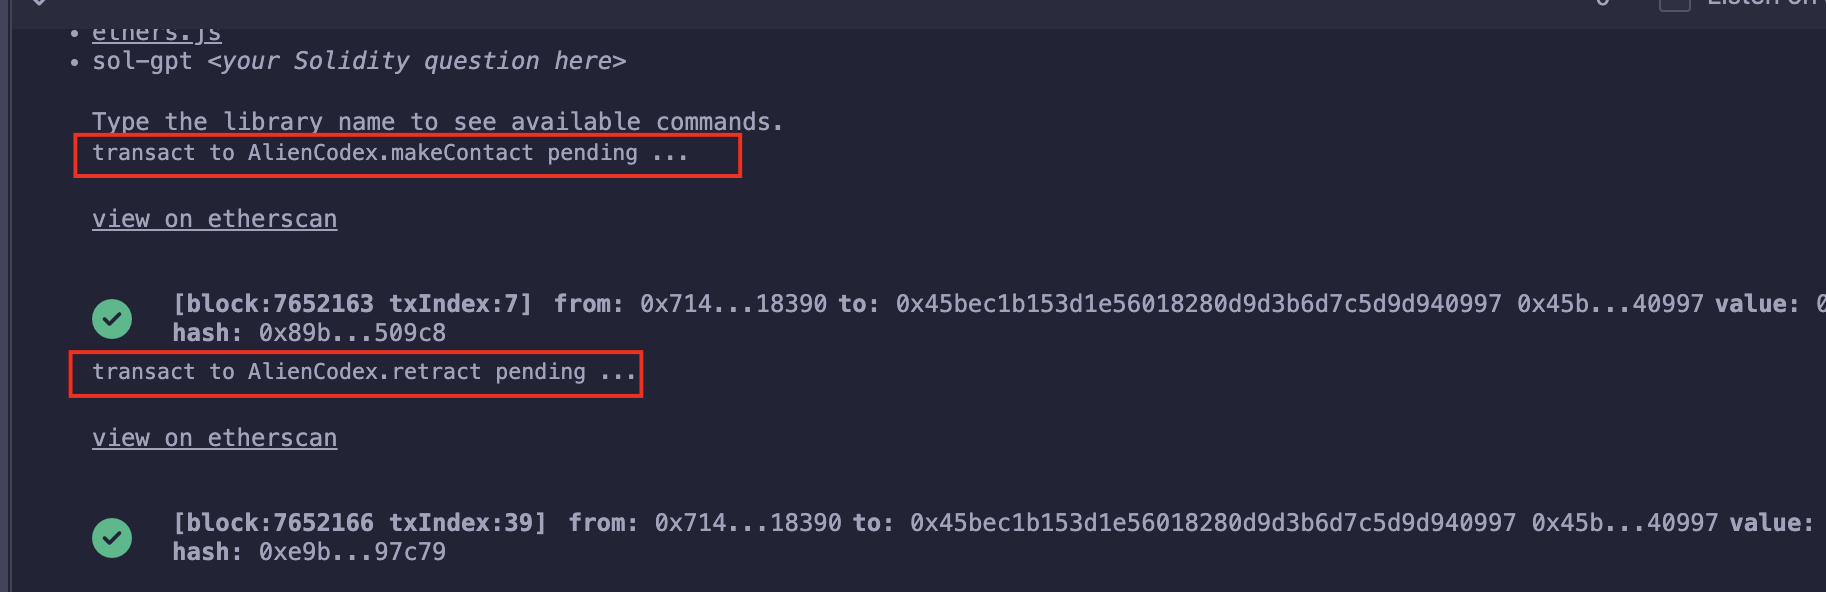 ethers.js
sol-gpt <your Solidity question here>
Type the library name to see available commands.
transact to AlienCodex.makeContact pending ...
view on etherscan
[block:7652163 txIndex:7] from: 0x714...18390 to: 0x45bec1b153d1e56018280d9d3b6d7c5d9d940997 0x45b...40997 value:
hash: 0x89b...509c8
transact to AlienCodex.retract pending ...
view on etherscan
[block:7652166 txIndex:39] from: 0x714...18390 to: 0x45bec1b153d1e56018280d9d3b6d7c5d9d940997 0x45b...40997 value:
hash: 0xe9b...97c79